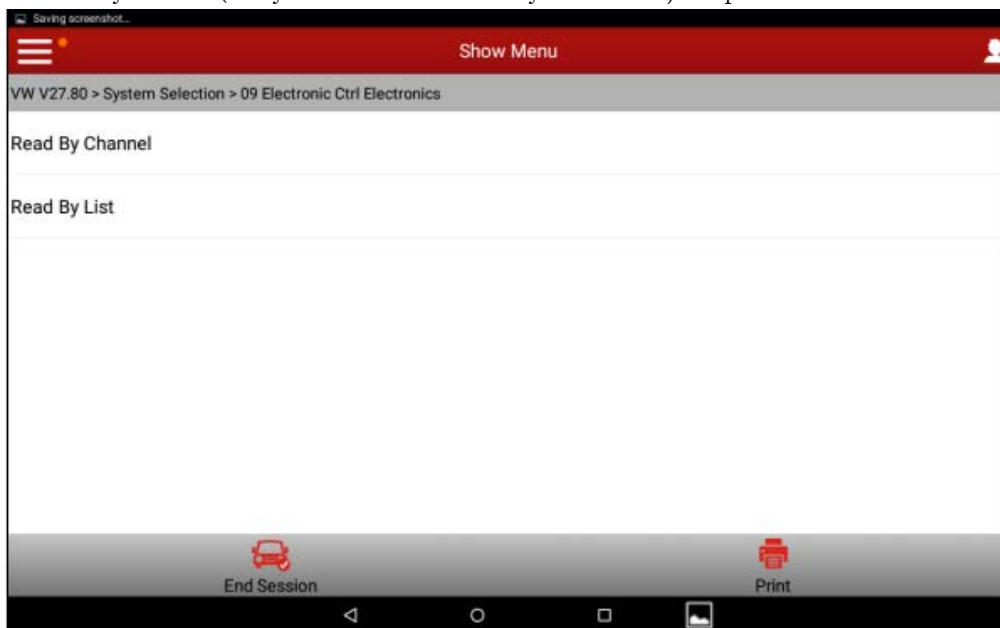 Saving screenshot...
Show Menu
VW V27.80 > System Selection > 09 Electronic Ctrl Electronics
Read By Channel
Read By List
End Session
Print